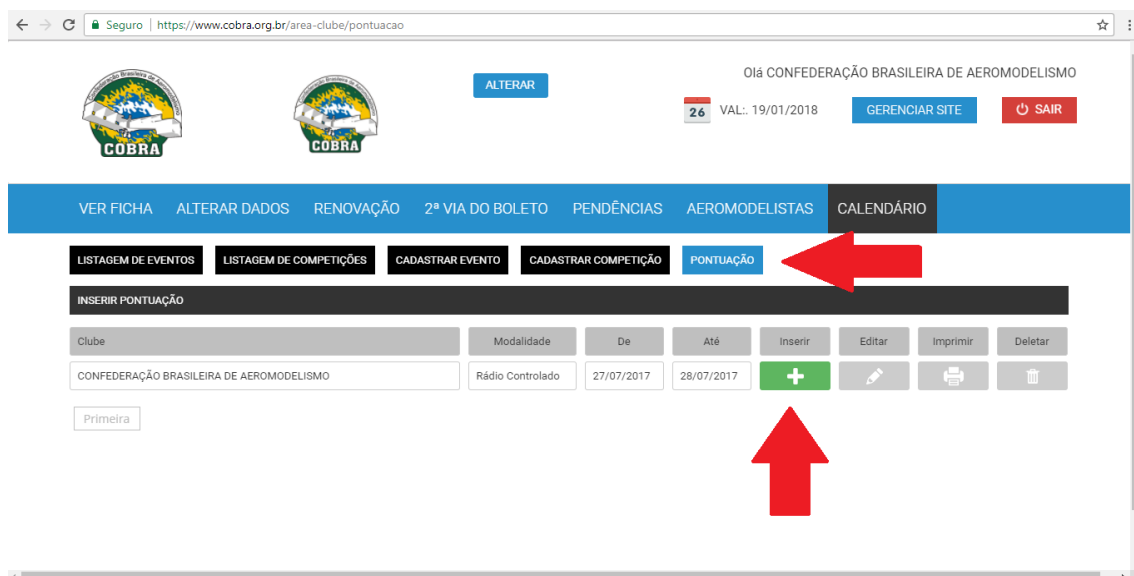 Seguro | https://www.cobra.org.br/area-clube/pontuacao
Olá CONFEDERAÇÃO BRASILEIRA DE AEROMODELISMO
ALTERAR
26 VAL:. 19/01/2018 GERENCIAR SITE SAIR
COBRA COBRA
VER FICHA ALTERAR DADOS RENOVAÇÃO 2ª VIA DO BOLETO PENDÊNCIAS AEROMODELISTAS CALENDÁRIO
LISTAGEM DE EVENTOS LISTAGEM DE COMPETIÇÕES CADASTRAR EVENTO CADASTRAR COMPETIÇÃO PONTUAÇÃO
INSERIR PONTUAÇÃO
Clube Modalidade De Até Inserir Editar Imprimir Deletar
CONFEDERAÇÃO BRASILEIRA DE AEROMODELISMO Rádio Controlado 27/07/2017 28/07/2017
Primeira